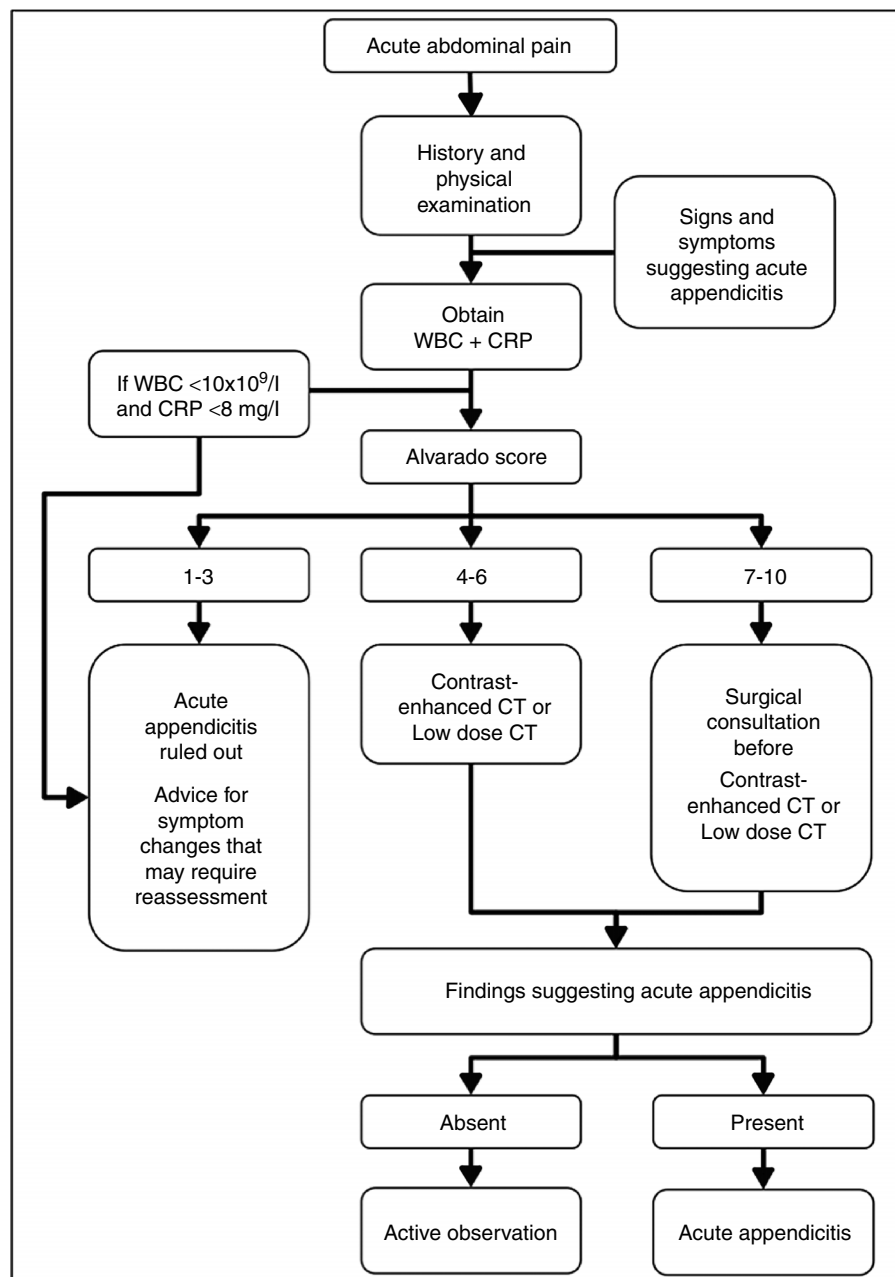 Acute abdominal pain
History and
physical
examination
Signs and
symptoms
suggesting acute
appendicitis
Obtain
WBC + CRP
If WBC <10x10⁹/l
and CRP <8 mg/l
Alvarado score
1-3
4-6
7-10
Acute
appendicitis
ruled out
Advice for
symptom
changes that
may require
reassessment
Contrast-
enhanced CT or
Low dose CT
Surgical
consultation
before
Contrast-
enhanced CT or
Low dose CT
Findings suggesting acute appendicitis
Absent
Present
Active observation
Acute appendicitis